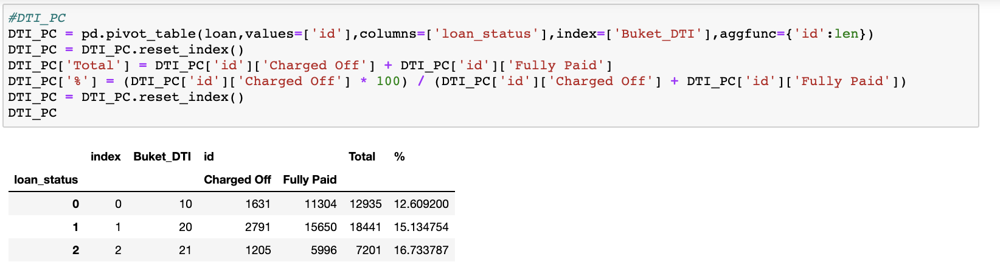 #DTI_PC
DTI_PC = pd.pivot_table(loan,values=['id'],columns=['loan_status'],index=['Buket_DTI'],aggfunc={'id':len})
DTI_PC = DTI_PC.reset_index()
DTI_PC['Total'] = DTI_PC['id']['Charged Off'] + DTI_PC['id']['Fully Paid']
DTI_PC['%'] = (DTI_PC['id']['Charged Off'] * 100) / (DTI_PC['id']['Charged Off'] + DTI_PC['id']['Fully Paid'])
DTI_PC = DTI_PC.reset_index()
DTI_PC
index Buket_DTI id Total %
loan_status Charged Off Fully Paid
0 0 10 1631 11304 12935 12.609200
1 1 20 2791 15650 18441 15.134754
2 2 21 1205 5996 7201 16.733787